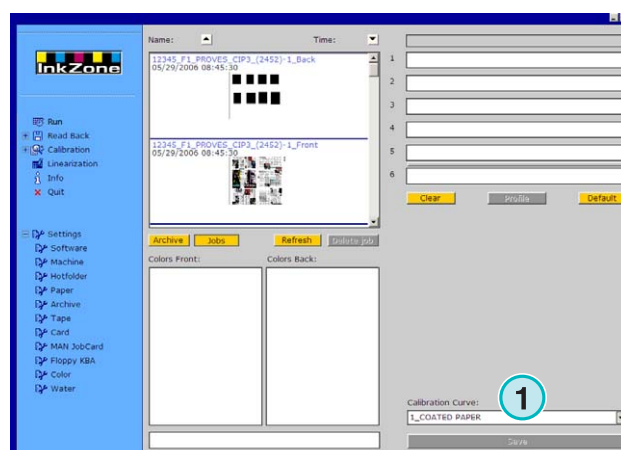 InkZone
Run
Read Back
Calibration
Linearization
Info
Quit
Settings
Software
Machine
Hotfolder
Paper
Archive
Tape
Card
MAN JobCard
Floppy KBA
Color
Water
Name:
Time:
12345_F1_PROVES_CIP3_(2452)-1_Back
05/29/2006 08:45:30
12345_F1_PROVES_CIP3_(2452)-1_Front
05/29/2006 08:45:30
Archive
Jobs
Refresh
Delete job
Colors Front:
Colors Back:
1
2
3
4
5
6
Clear
Profile
Default
Calibration Curve:
1
1_COATED PAPER
Save